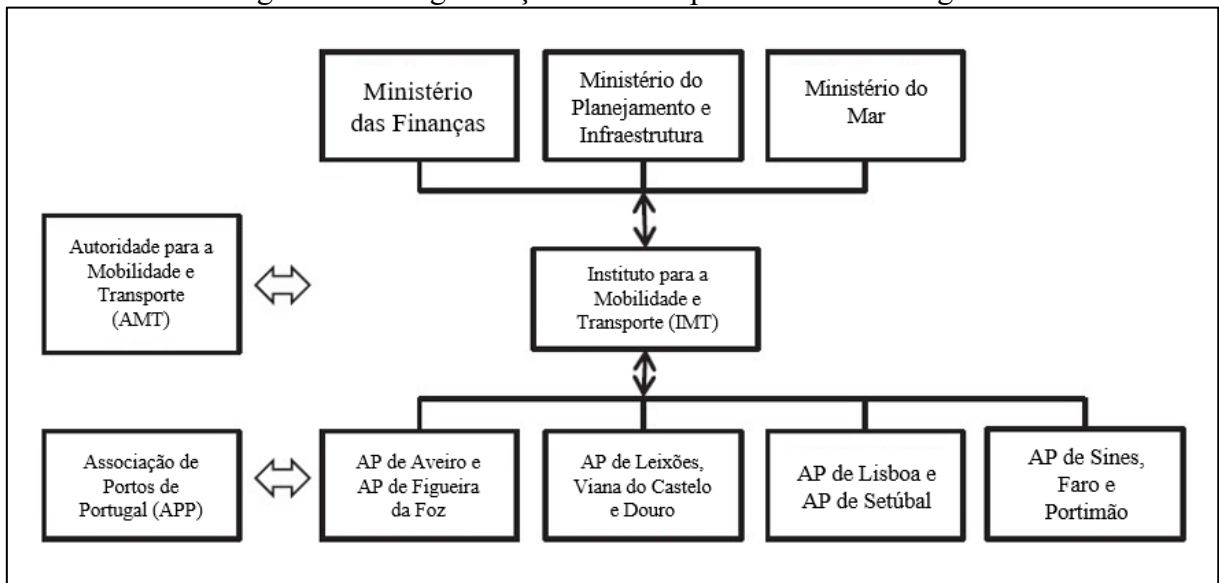 Ministério
das Finanças
Ministério do
Planejamento e
Infraestrutura
Ministério do
Mar
Autoridade para a
Mobilidade e
Transporte
(AMT)
Instituto para a
Mobilidade e
Transporte (IMT)
Associação de
Portos de
Portugal (APP)
AP de Aveiro e
AP de Figueira
da Foz
AP de Leixões,
Viana do Castelo
e Douro
AP de Lisboa e
AP de Setúbal
AP de Sines,
Faro e
Portimão